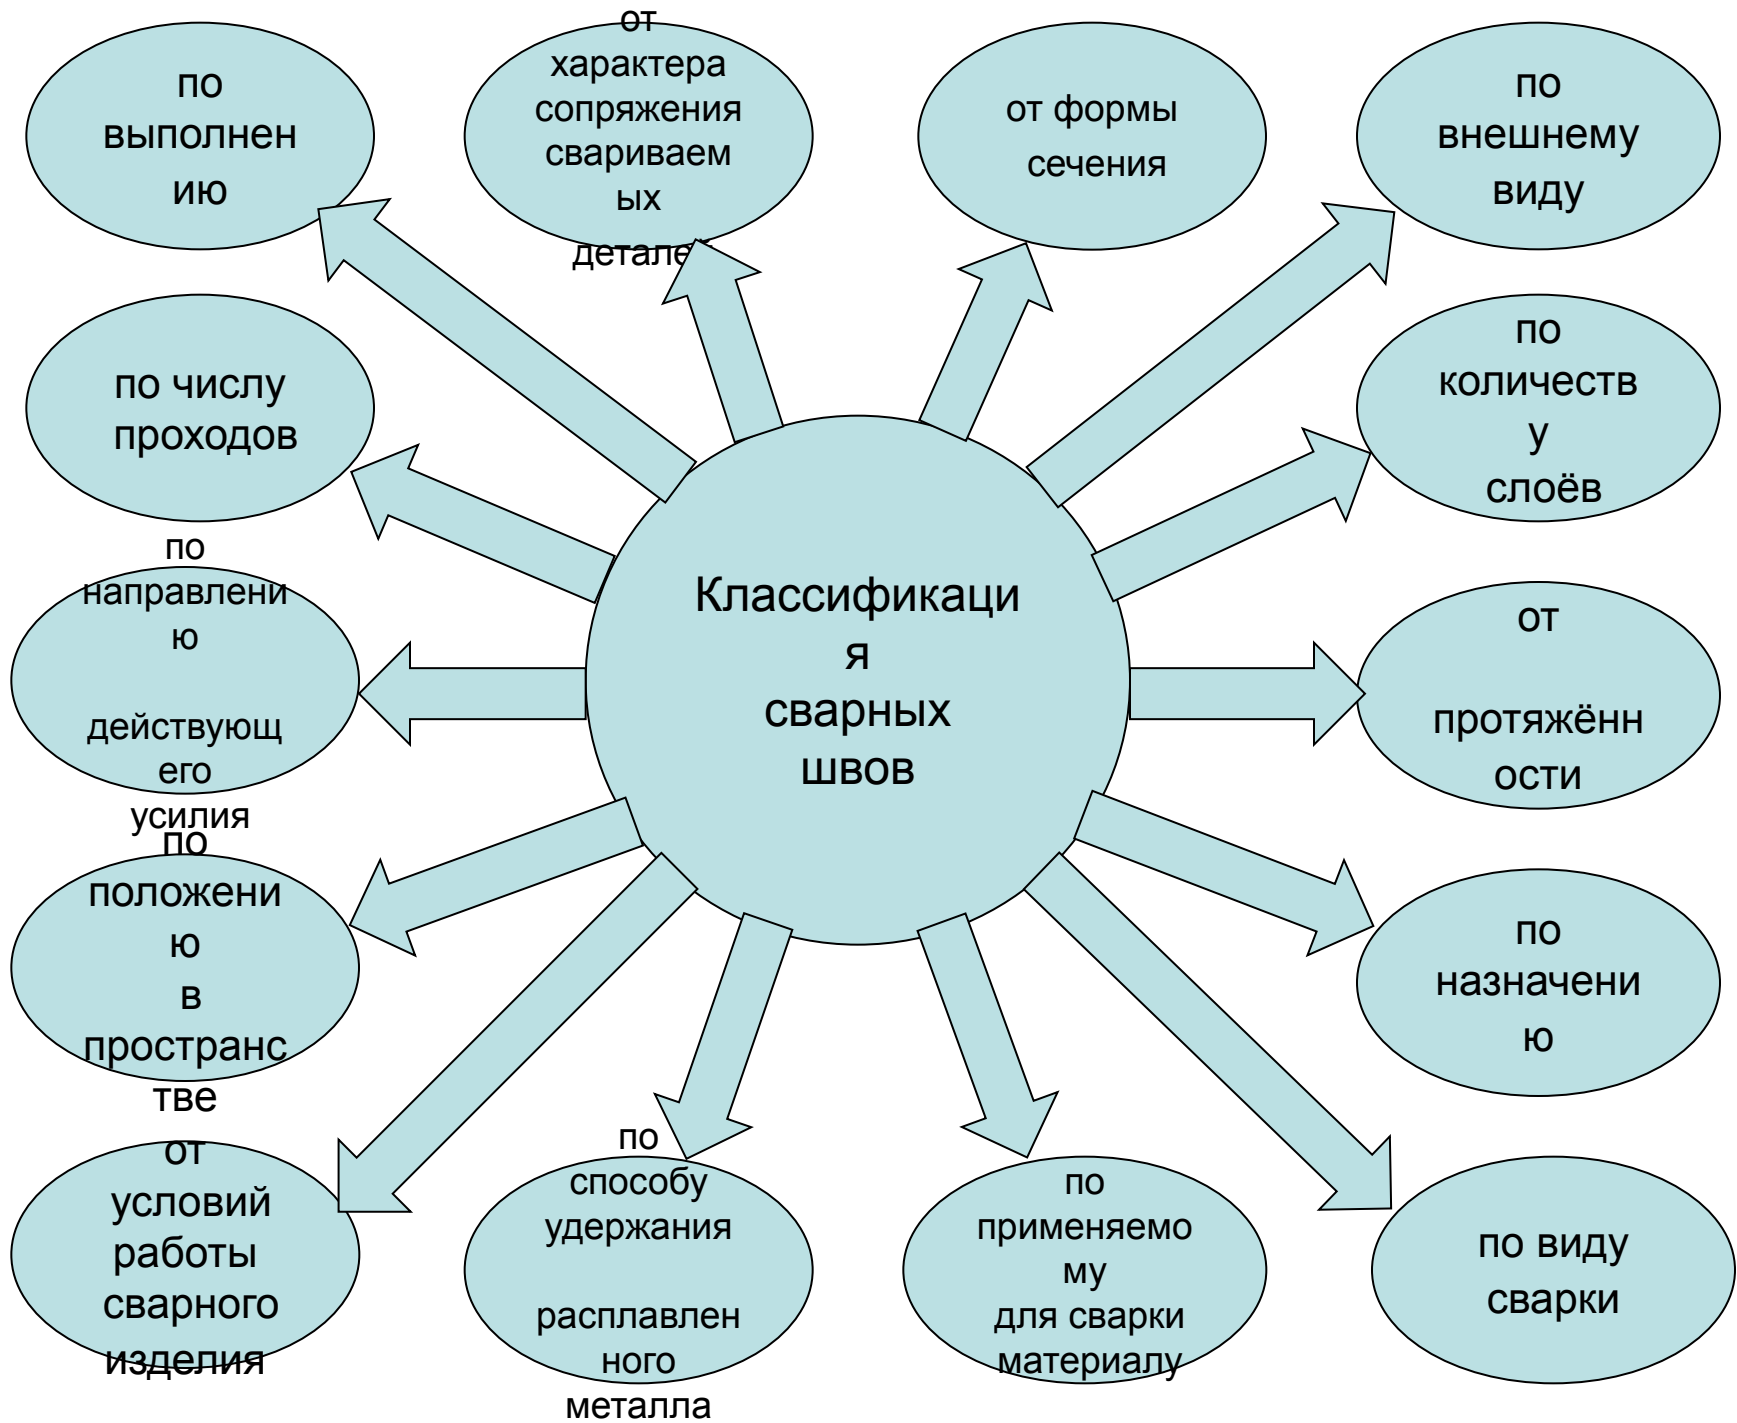 по
выполнен
ию
от
характера
сопряжения
свариваем
ых
деталей
от формы
сечения
по
внешнему
виду
по числу
проходов
по
количеств
у
слоёв
по
направлени
ю
действующ
его
усилия
Классификаци
я
сварных
швов
от
протяжённ
ости
по
положени
ю
в
пространс
тве
по
назначени
ю
от
условий
работы
сварного
изделия
по
способу
удержания
расплавлен
ного
металла
по
применяемо
му
для сварки
материалу
по виду
сварки